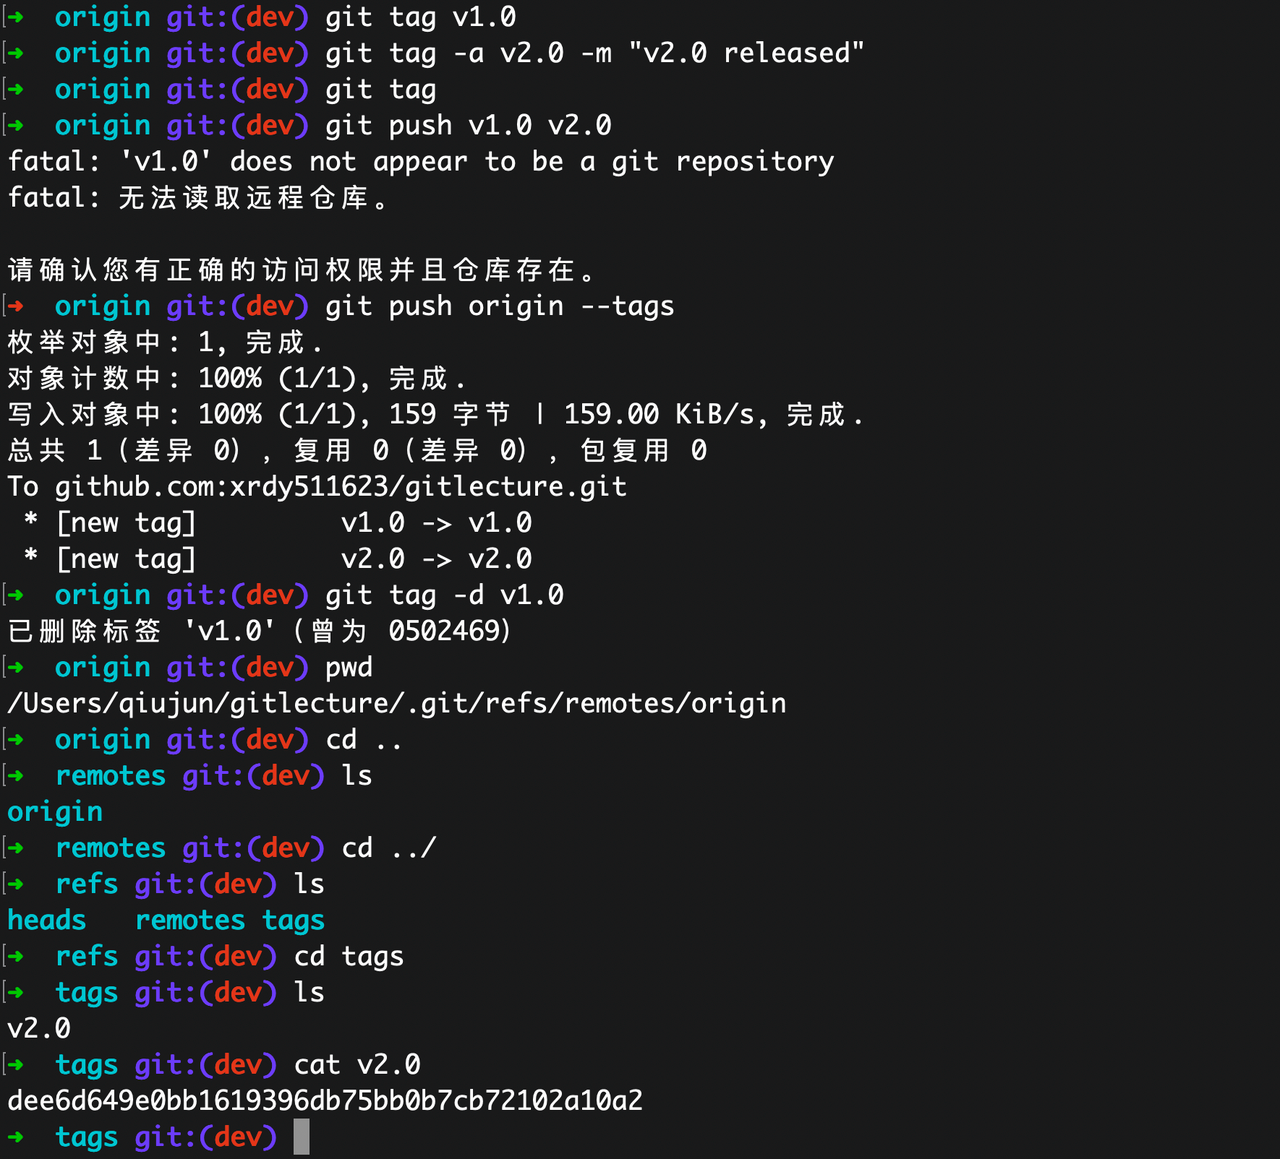 [➜  origin git:(dev) git tag v1.0
[➜  origin git:(dev) git tag -a v2.0 -m "v2.0 released"
[➜  origin git:(dev) git tag
[➜  origin git:(dev) git push v1.0 v2.0
fatal: 'v1.0' does not appear to be a git repository
fatal: 无法读取远程仓库。
请确认您有正确的访问权限并且仓库存在。
[➜  origin git:(dev) git push origin --tags
枚举对象中: 1, 完成.
对象计数中: 100% (1/1), 完成.
写入对象中: 100% (1/1), 159 字节 | 159.00 KiB/s, 完成.
总共 1（差异 0），复用 0（差异 0），包复用 0
To github.com:xrdy511623/gitlecture.git
 * [new tag]         v1.0 -> v1.0
 * [new tag]         v2.0 -> v2.0
[➜  origin git:(dev) git tag -d v1.0
已删除标签 'v1.0'（曾为 0502469）
[➜  origin git:(dev) pwd
/Users/qiujun/gitlecture/.git/refs/remotes/origin
[➜  origin git:(dev) cd ..
[➜  remotes git:(dev) ls
origin
[➜  remotes git:(dev) cd ../
[➜  refs git:(dev) ls
heads   remotes tags
[➜  refs git:(dev) cd tags
[➜  tags git:(dev) ls
v2.0
[➜  tags git:(dev) cat v2.0
dee6d649e0bb1619396db75bb0b7cb72102a10a2
➜  tags git:(dev)